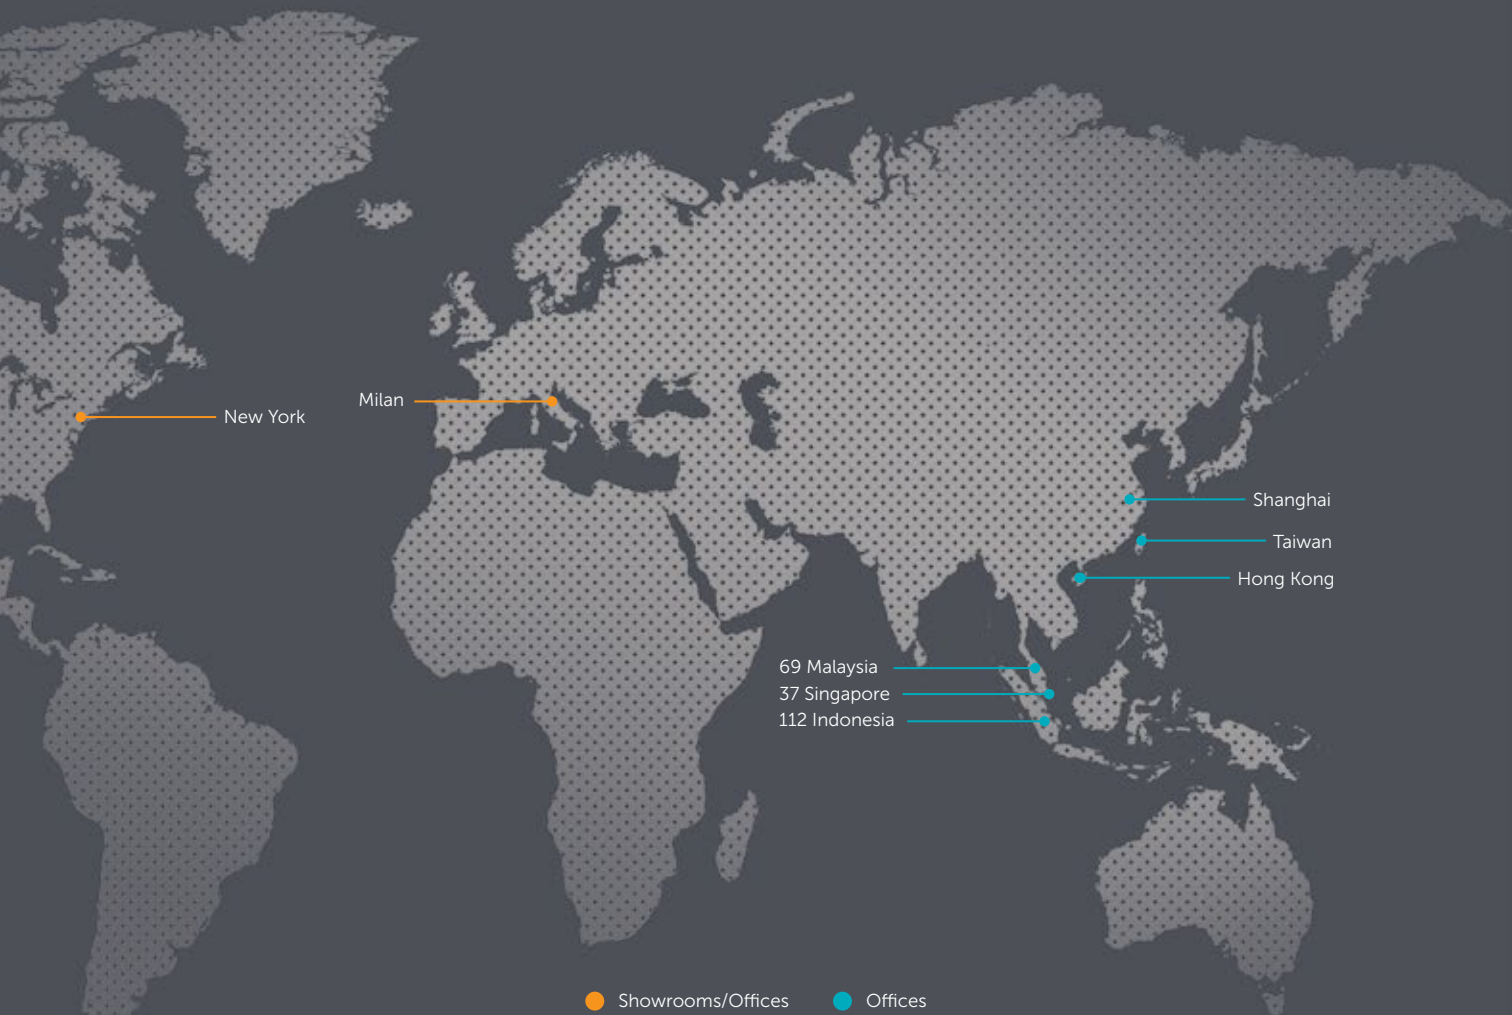 Milan
New York
Shanghai
Taiwan
Hong Kong
69 Malaysia
37 Singapore
112 Indonesia
Showrooms/Offices
Offices